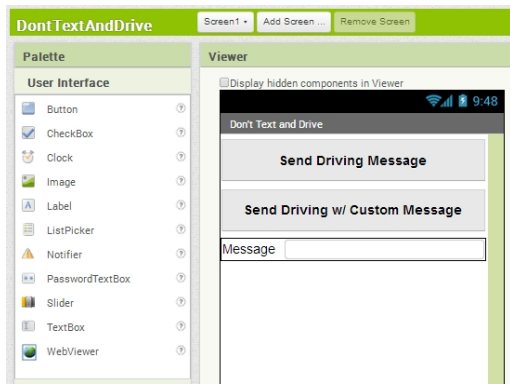 DontTextAndDrive
Screen1 Add Screen ... Remove Screen
Palette
Viewer
User Interface
Display hidden components in Viewer
Button
CheckBox
Clock
Image
Label
ListPicker
Notifier
PasswordTextBox
Slider
TextBox
WebViewer
9:48
Don't Text and Drive
Send Driving Message
Send Driving w/ Custom Message
Message